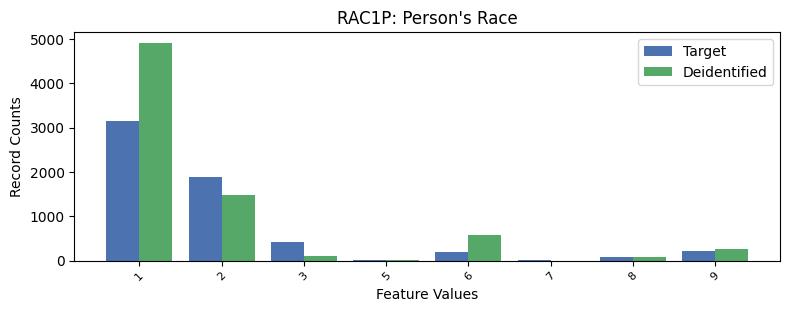 RAC1P: Person's Race
Target
Deidentified
Record Counts
5000
4000
3000
2000
1000
0
1 2 3 5 6 7 8 9
Feature Values